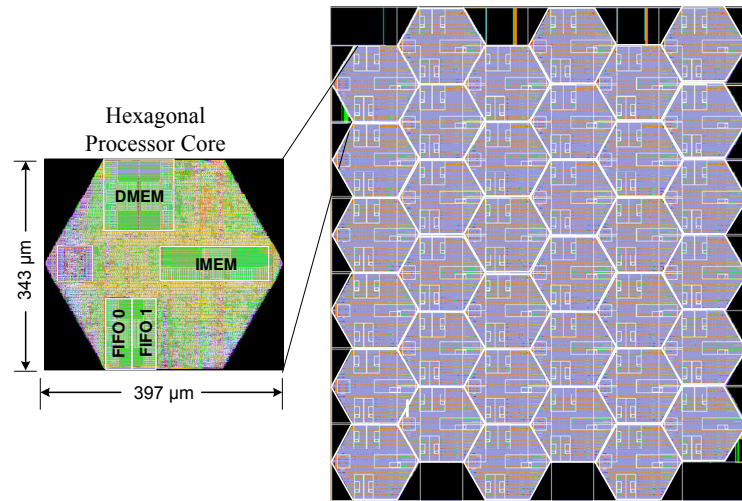 Hexagonal
Processor Core
DMEM
IMEM
FIFO 0
FIFO 1
343 µm
397 µm